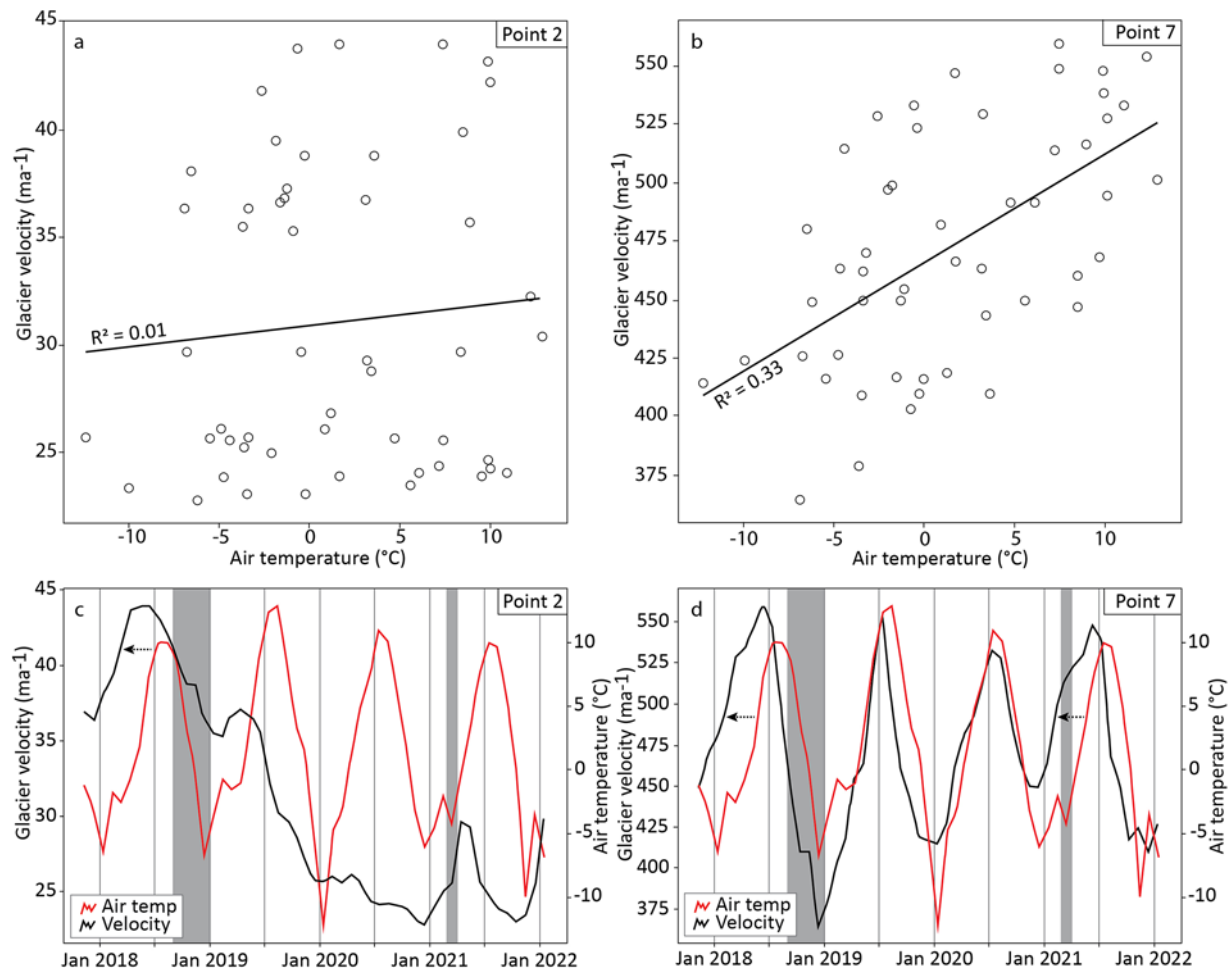 a
Point 2
45
40
35
30
25
Glacier velocity (ma⁻¹)
R² = 0.01
-10 -5 0 5 10
Air temperature (°C)
b
Point 7
550
525
500
475
450
425
400
375
Glacier velocity (ma⁻¹)
R² = 0.33
-10 -5 0 5 10
Air temperature (°C)
c
Point 2
45
40
35
30
25
Glacier velocity (ma⁻¹)
10
5
0
-5
-10
Air temperature (°C)
Air temp
Velocity
Jan 2018 Jan 2019 Jan 2020 Jan 2021 Jan 2022
d
Point 7
550
525
500
475
450
425
400
375
Glacier velocity (ma⁻¹)
10
5
0
-5
-10
Air temperature (°C)
Air temp
Velocity
Jan 2018 Jan 2019 Jan 2020 Jan 2021 Jan 2022